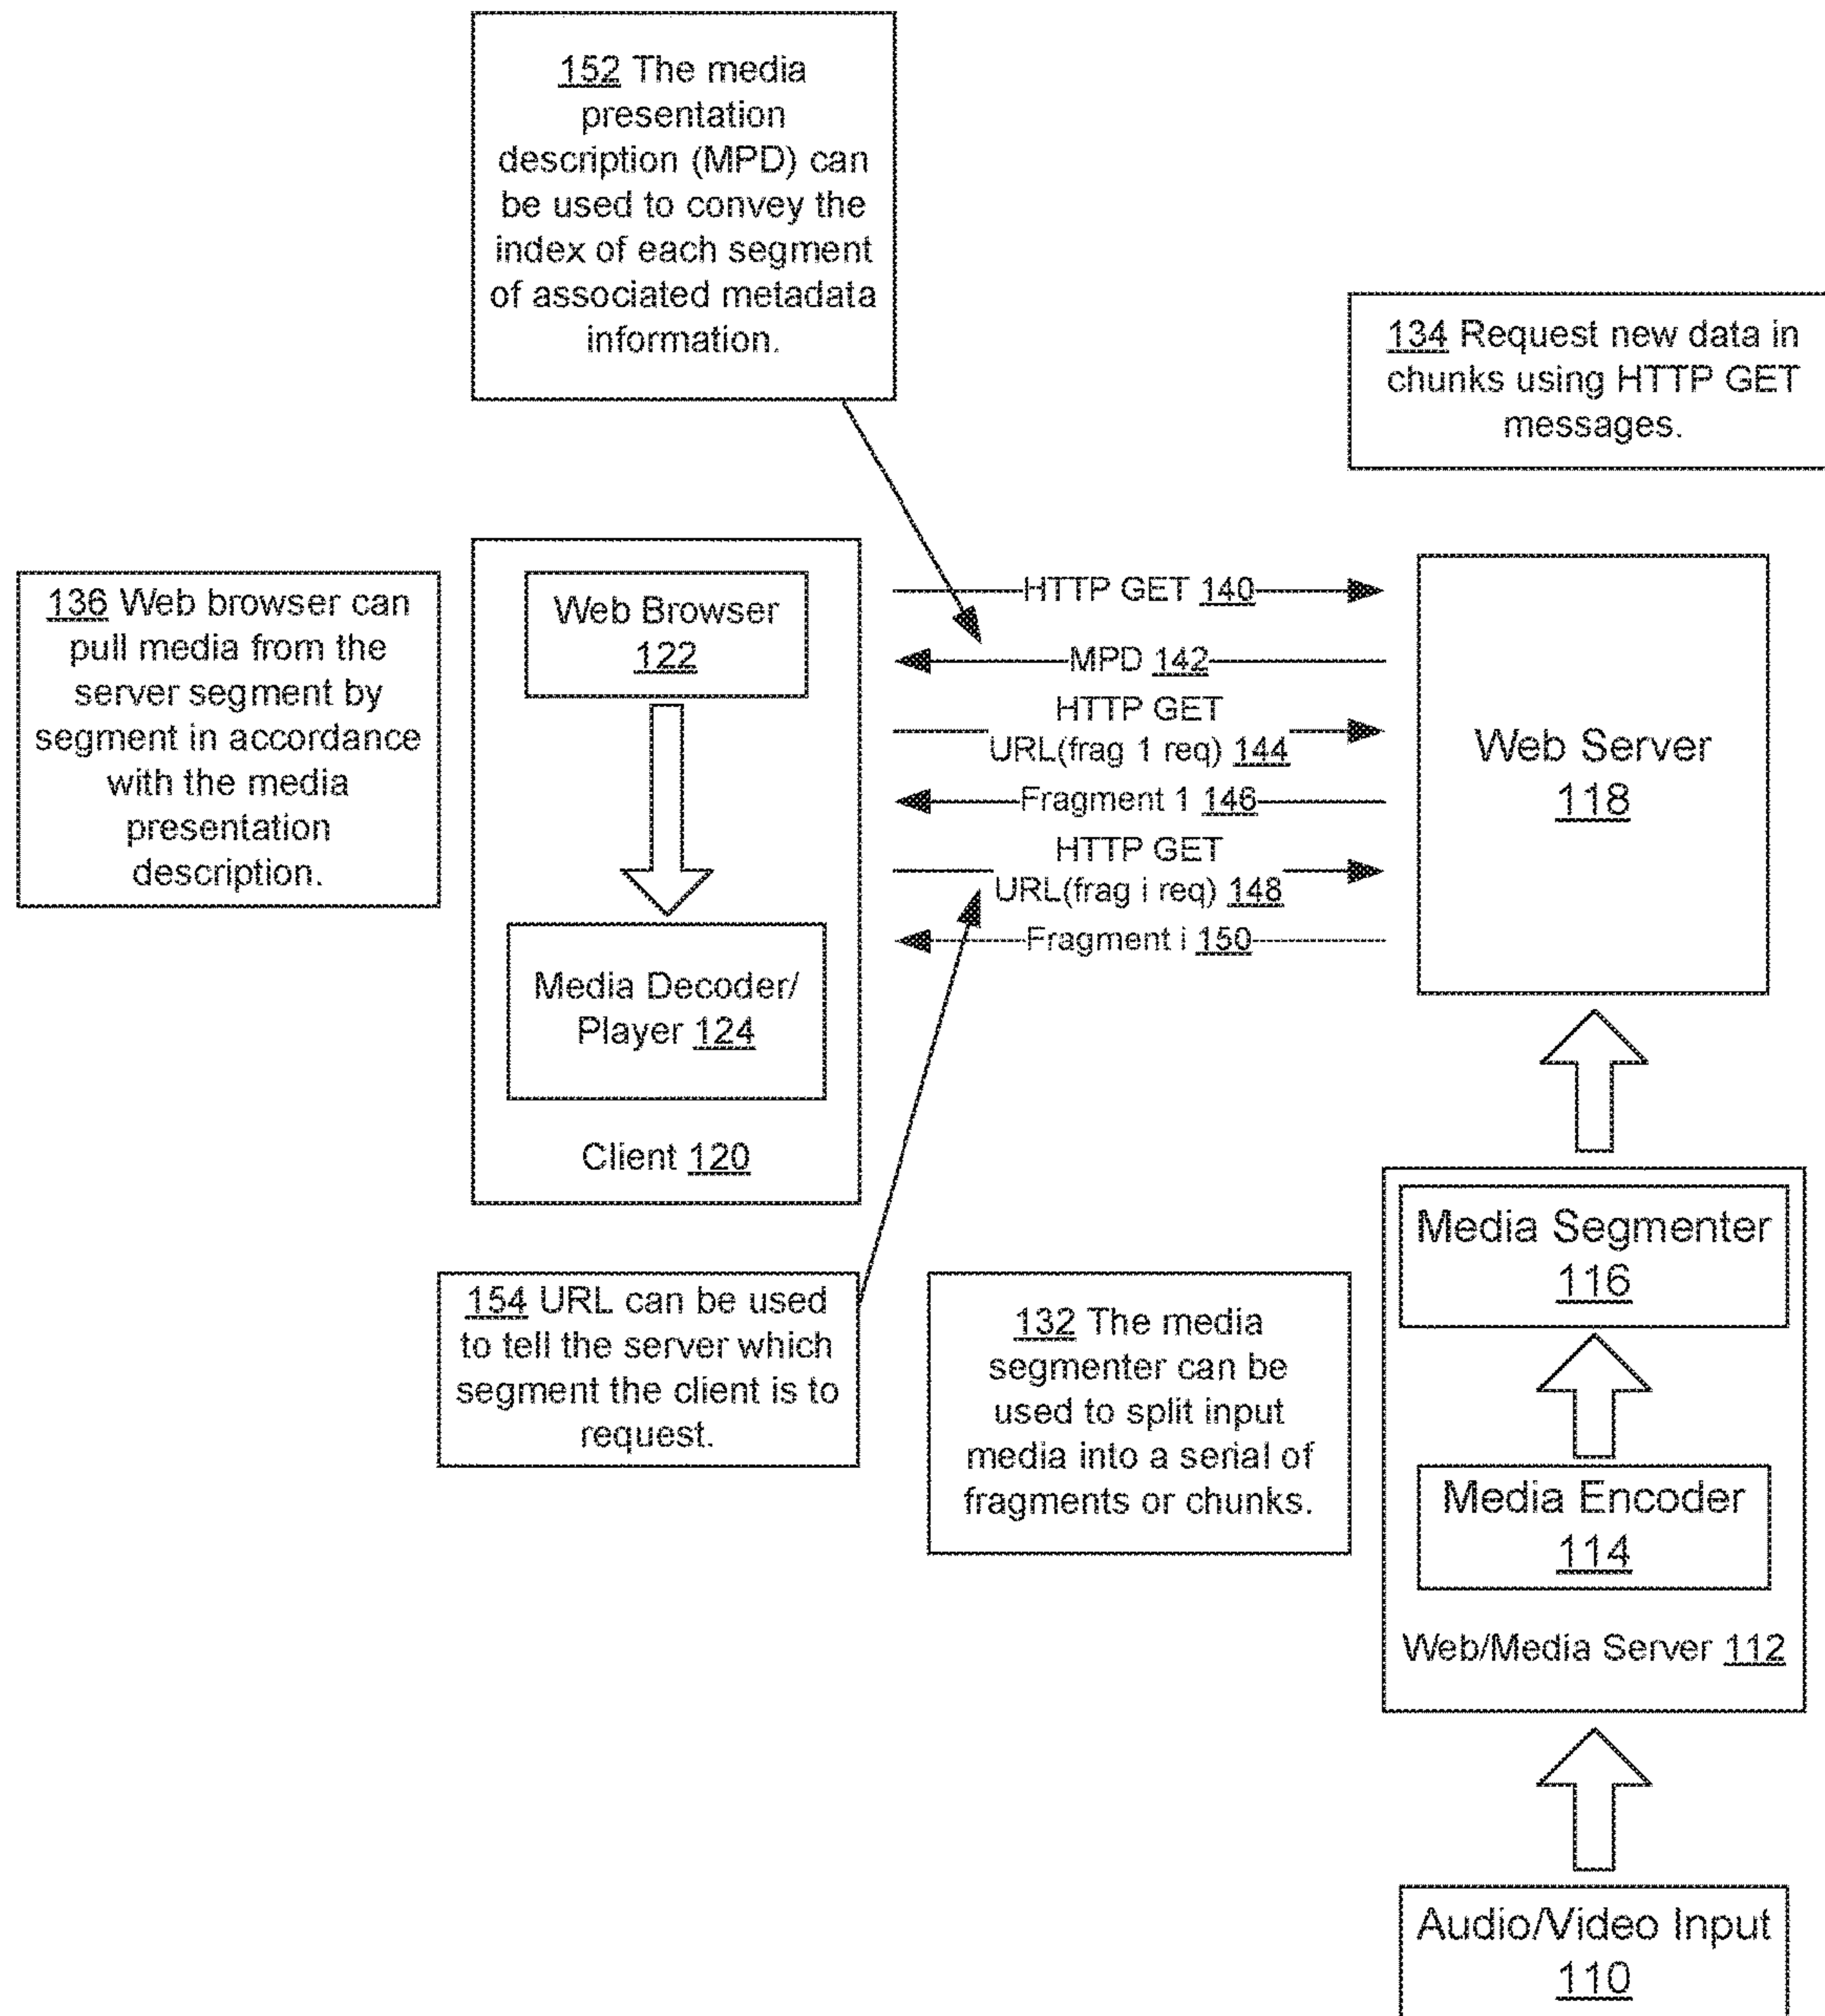 152 The media
presentation
description (MPD) can
be used to convey the
index of each segment
of associated metadata
information.
134 Request new data in
chunks using HTTP GET
messages.
136 Web browser can
pull media from the
server segment by
segment in accordance
with the media
presentation
description.
Web Browser
122
Media Decoder/
Player 124
Client 120
HTTP GET 140
MPD 142
HTTP GET
URL(frag 1 req) 144
Fragment 1 146
HTTP GET
URL(frag i req) 148
Fragment i 150
Web Server
118
154 URL can be used
to tell the server which
segment the client is to
request.
132 The media
segmenter can be
used to split input
media into a serial of
fragments or chunks.
Media Segmenter
116
Media Encoder
114
Web/Media Server 112
Audio/Video Input
110